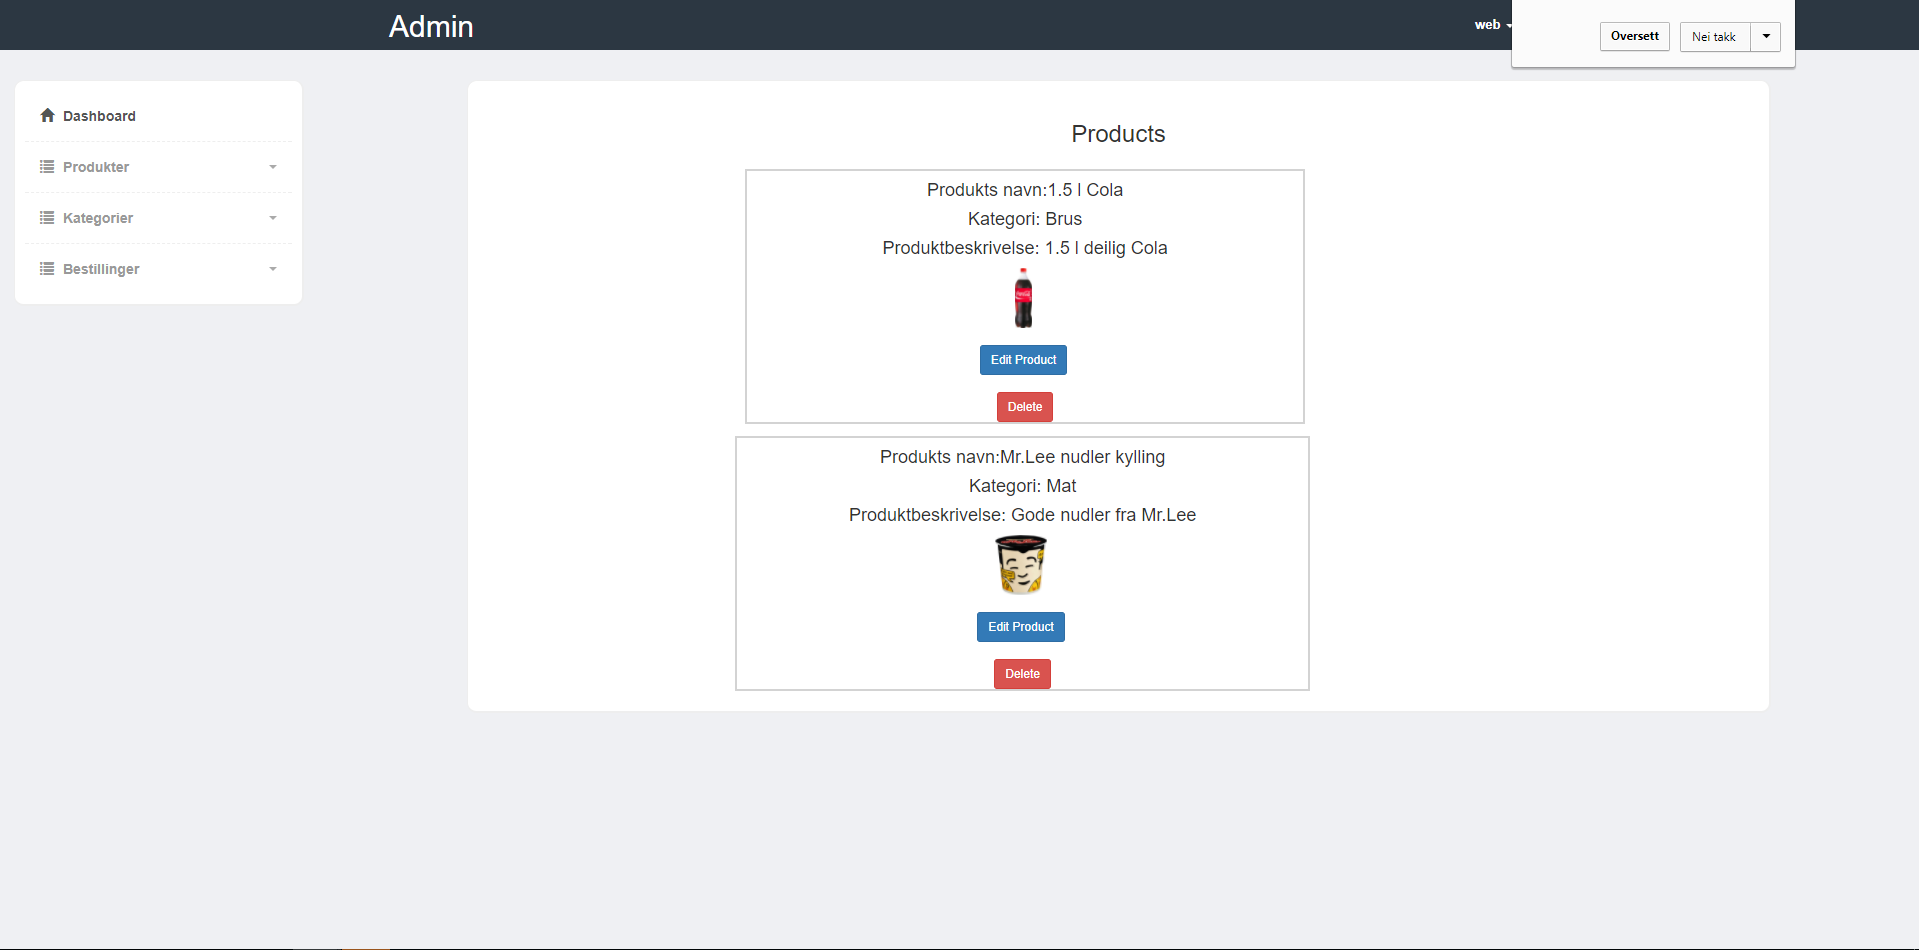 Admin
web
Oversett
Nei takk
Dashboard
Produkter
Kategorier
Bestillinger
Products
Produkts navn:1.5 l Cola
Kategori: Brus
Produktbeskrivelse: 1.5 l deilig Cola
Edit Product
Delete
Produkts navn:Mr.Lee nudler kylling
Kategori: Mat
Produktbeskrivelse: Gode nudler fra Mr.Lee
Edit Product
Delete